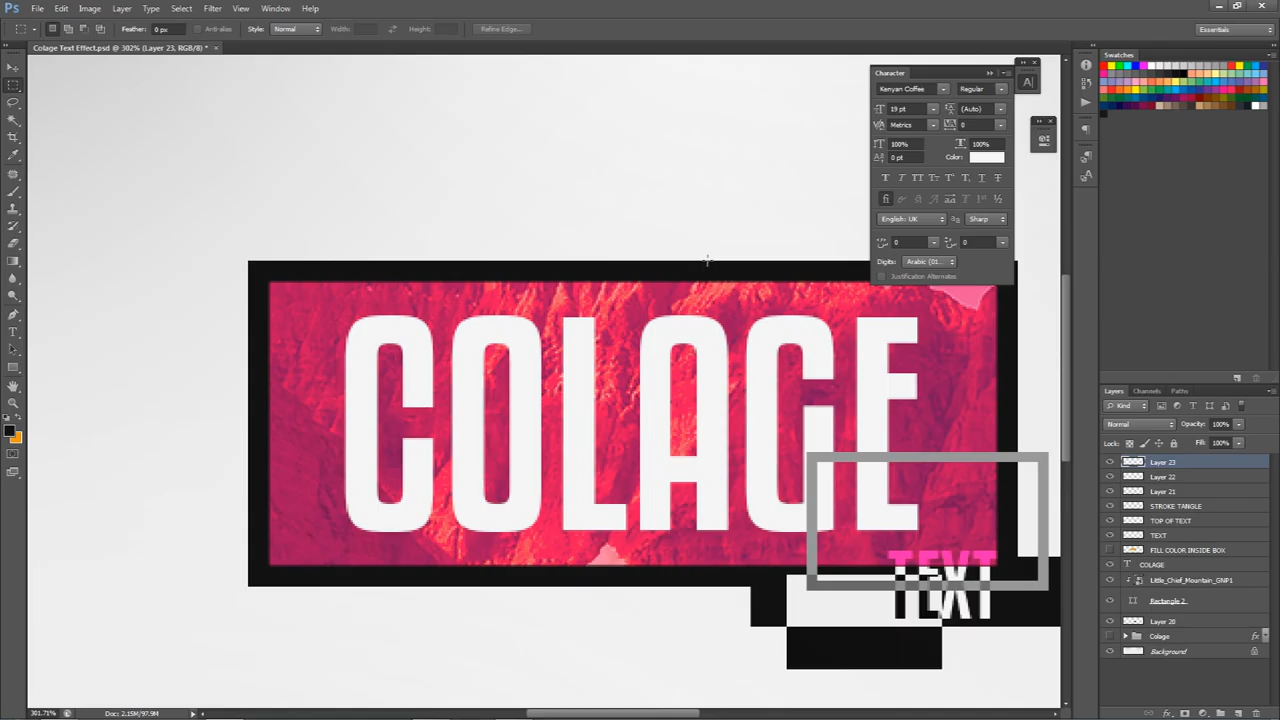 Ps File Edit Image Layer Type Select Filter View Window Help
Feather: 0 px Anti-alias Style: Normal Width: Height: Refine Edge... Essentials
Colage Text Effect.psd @ 302% (Layer 23, RGB/8) * ×
Character
Kenyan Coffee Regular
19 pt (Auto)
Metrics 0
100% 100%
0 pt Color:
English: UK Sharp
0 0
Digits: Arabic (01...
Justification Alternates
Swatches
COLAGE
TEXT
Layers Channels Paths
Kind
Normal Opacity: 100%
Lock: Fill: 100%
Layer 23
Layer 22
Layer 21
STROKE TANGLE
TOP OF TEXT
TEXT
FILL COLOR INSIDE BOX
COLAGE
Little_Chief_Mountain_GNP1
Rectangle 2
Layer 20
Colage fx
Background
301.71% Doc: 2.15M/97.9M